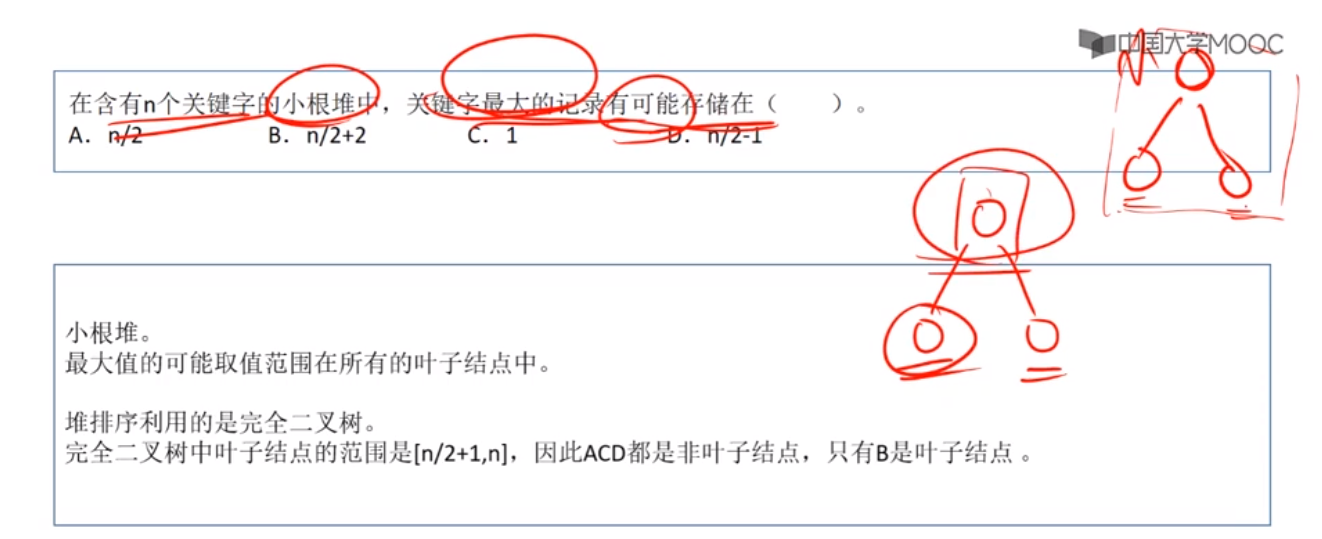 中国大学MOOC
在含有n个关键字的小根堆中，关键字最大的记录有可能存储在（　　）。
A. n/2　　B. n/2+2　　C. 1　　D. n/2-1
小根堆。
最大值的可能取值范围在所有的叶子结点中。
堆排序利用的是完全二叉树。
完全二叉树中叶子结点的范围是[n/2+1,n]，因此ACD都是非叶子结点，只有B是叶子结点 。